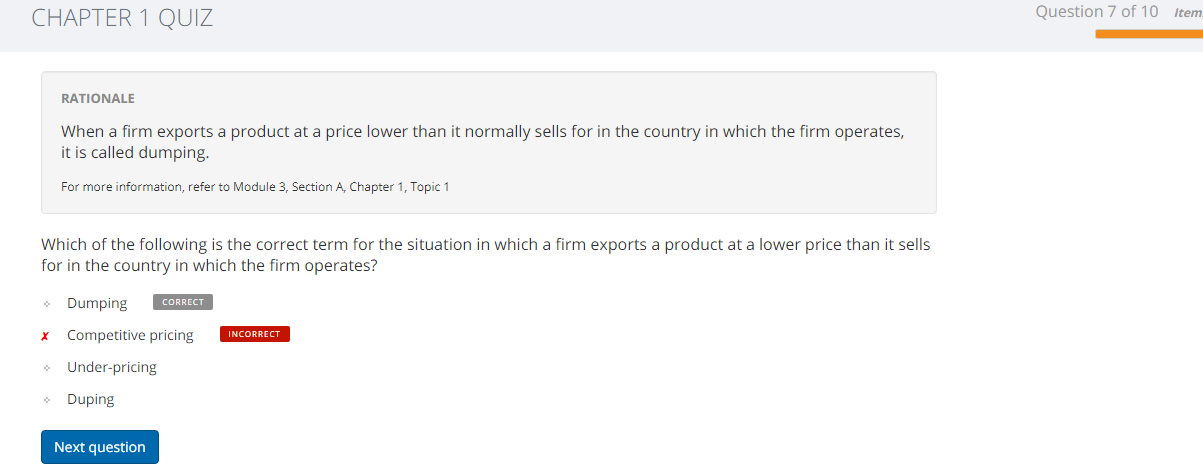 CHAPTER 1 QUIZ
Question 7 of 10 Item
RATIONALE
When a firm exports a product at a price lower than it normally sells for in the country in which the firm operates,
it is called dumping.
For more information, refer to Module 3, Section A, Chapter 1, Topic 1
Which of the following is the correct term for the situation in which a firm exports a product at a lower price than it sells
for in the country in which the firm operates?
Dumping CORRECT
✗ Competitive pricing INCORRECT
Under-pricing
Duping
Next question